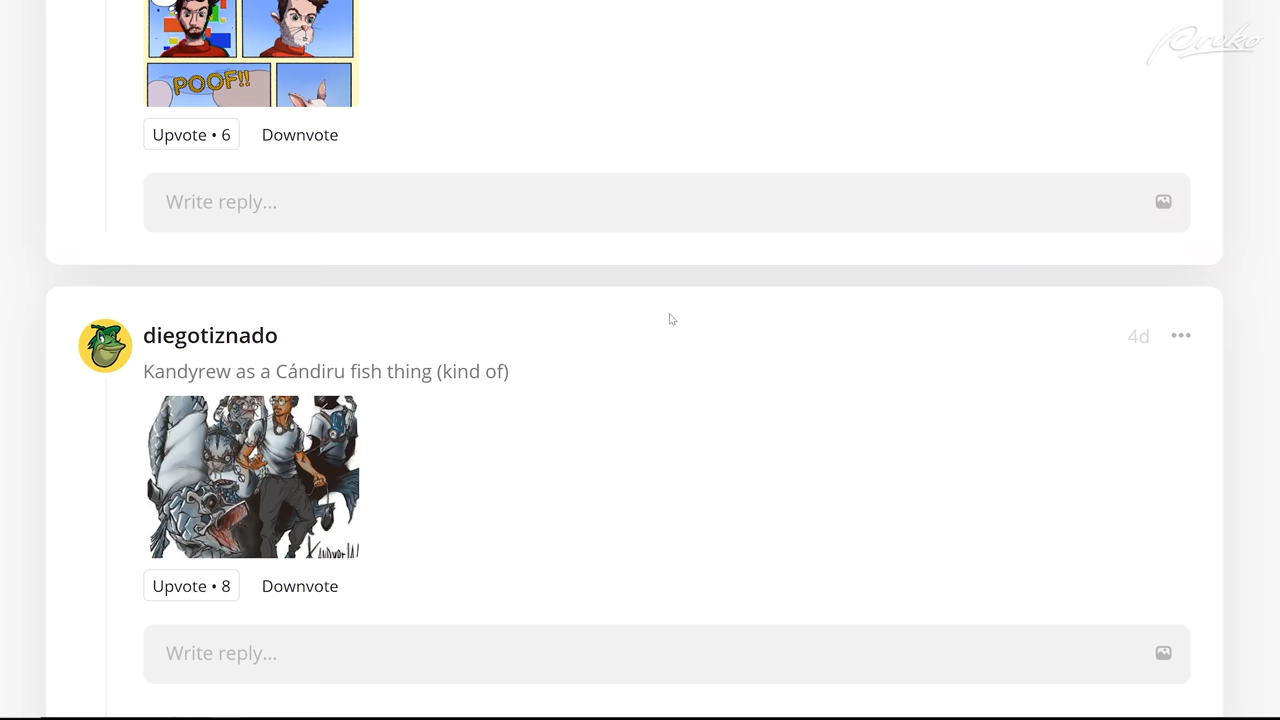 Proko
POOF!!
Upvote • 6 Downvote
Write reply...
diegotiznado
4d
Kandyrew as a Cándiru fish thing (kind of)
Upvote • 8 Downvote
Write reply...